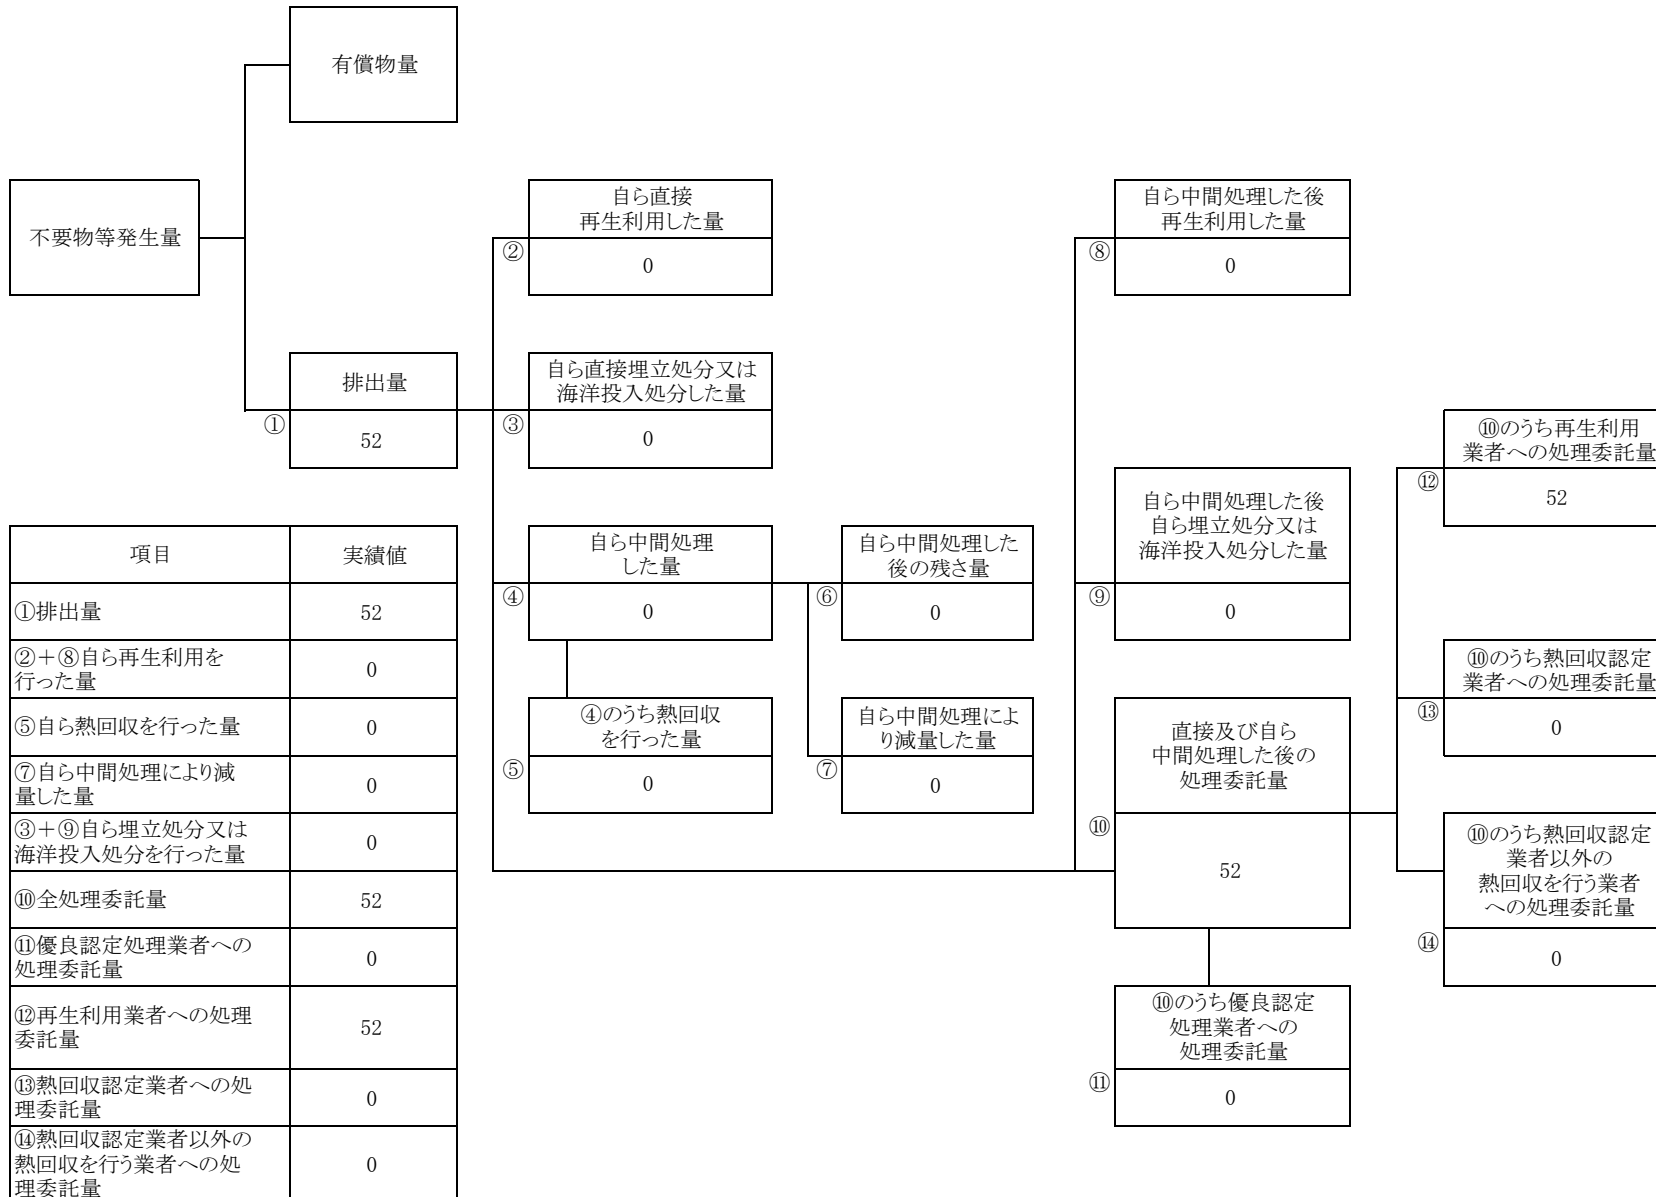 有償物量
不要物等発生量
自ら直接
再生利用した量
②
0
自ら中間処理した後
再生利用した量
⑧
0
排出量
①
52
自ら直接埋立処分又は
海洋投入処分した量
③
0
⑩のうち再生利用
業者への処理委託量
⑫
52
自ら中間処理した後
自ら埋立処分又は
海洋投入処分した量
⑨
0
自ら中間処理
した量
④
0
自ら中間処理した
後の残さ量
⑥
0
⑩のうち熱回収認定
業者への処理委託量
⑬
0
④のうち熱回収
を行った量
⑤
0
自ら中間処理によ
り減量した量
⑦
0
直接及び自ら
中間処理した後の
処理委託量
⑩
52
⑩のうち熱回収認定
業者以外の
熱回収を行う業者
への処理委託量
⑭
0
⑩のうち優良認定
処理業者への
処理委託量
⑪
0
項目 実績値
①排出量 52
②+⑧自ら再生利用を
行った量 0
⑤自ら熱回収を行った量 0
⑦自ら中間処理により減
量した量 0
③+⑨自ら埋立処分又は
海洋投入処分を行った量 0
⑩全処理委託量 52
⑪優良認定処理業者への
処理委託量 0
⑫再生利用業者への処理
委託量 52
⑬熱回収認定業者への処
理委託量 0
⑭熱回収認定業者以外の
熱回収を行う業者への処 0
理委託量